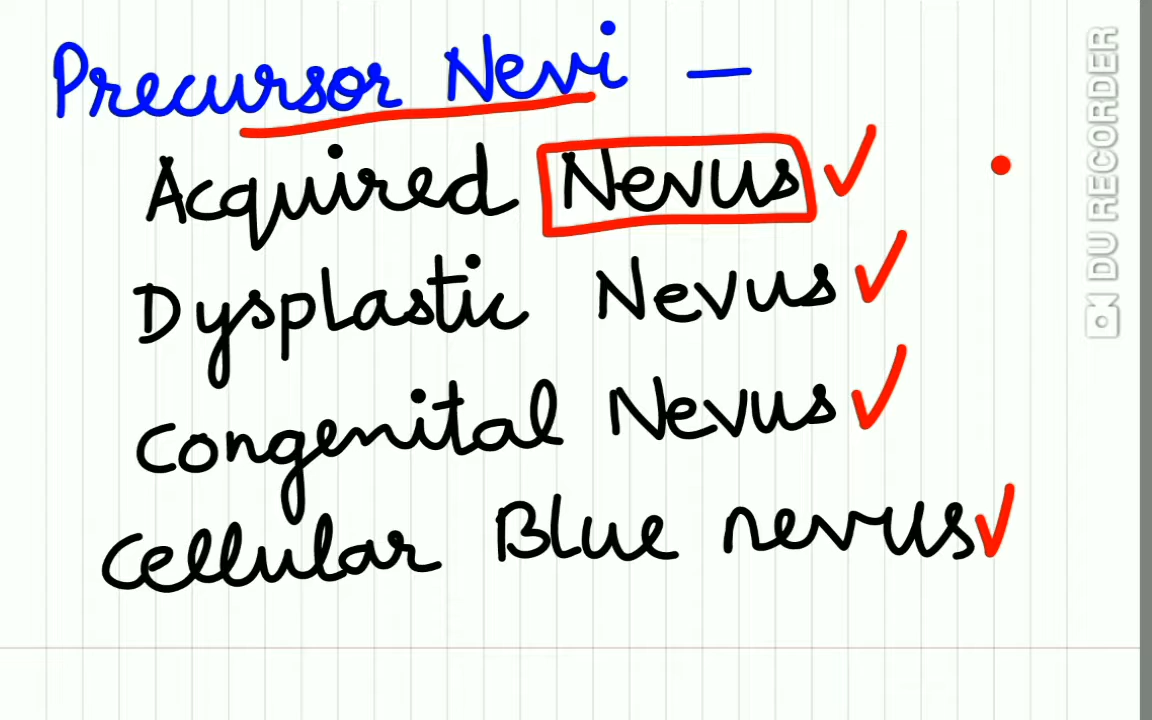 Precursor Nevi —
Acquired Nevus ✓
Dysplastic Nevus ✓
Congenital Nevus ✓
Cellular Blue nevus ✓
DU RECORDER